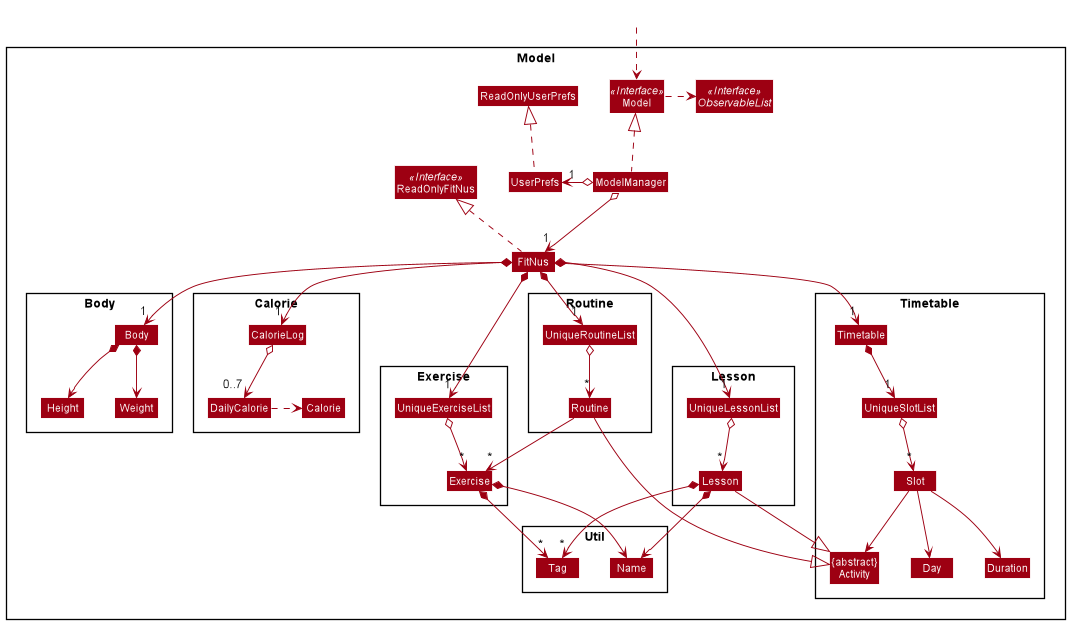 Model
ReadOnlyUserPrefs
«Interface»
Model
«Interface»
ObservableList
«Interface»
ReadOnlyFitNus
UserPrefs
1
ModelManager
1
FitNus
Body
1
Body
Height
Weight
Calorie
1
CalorieLog
0..7
DailyCalorie
Calorie
Routine
1
UniqueRoutineList
*
Routine
Exercise
1
UniqueExerciseList
*
*
Exercise
Lesson
1
UniqueLessonList
*
Lesson
Timetable
1
Timetable
1
UniqueSlotList
*
Slot
{abstract}
Activity
Day
Duration
Util
*
*
Tag
Name